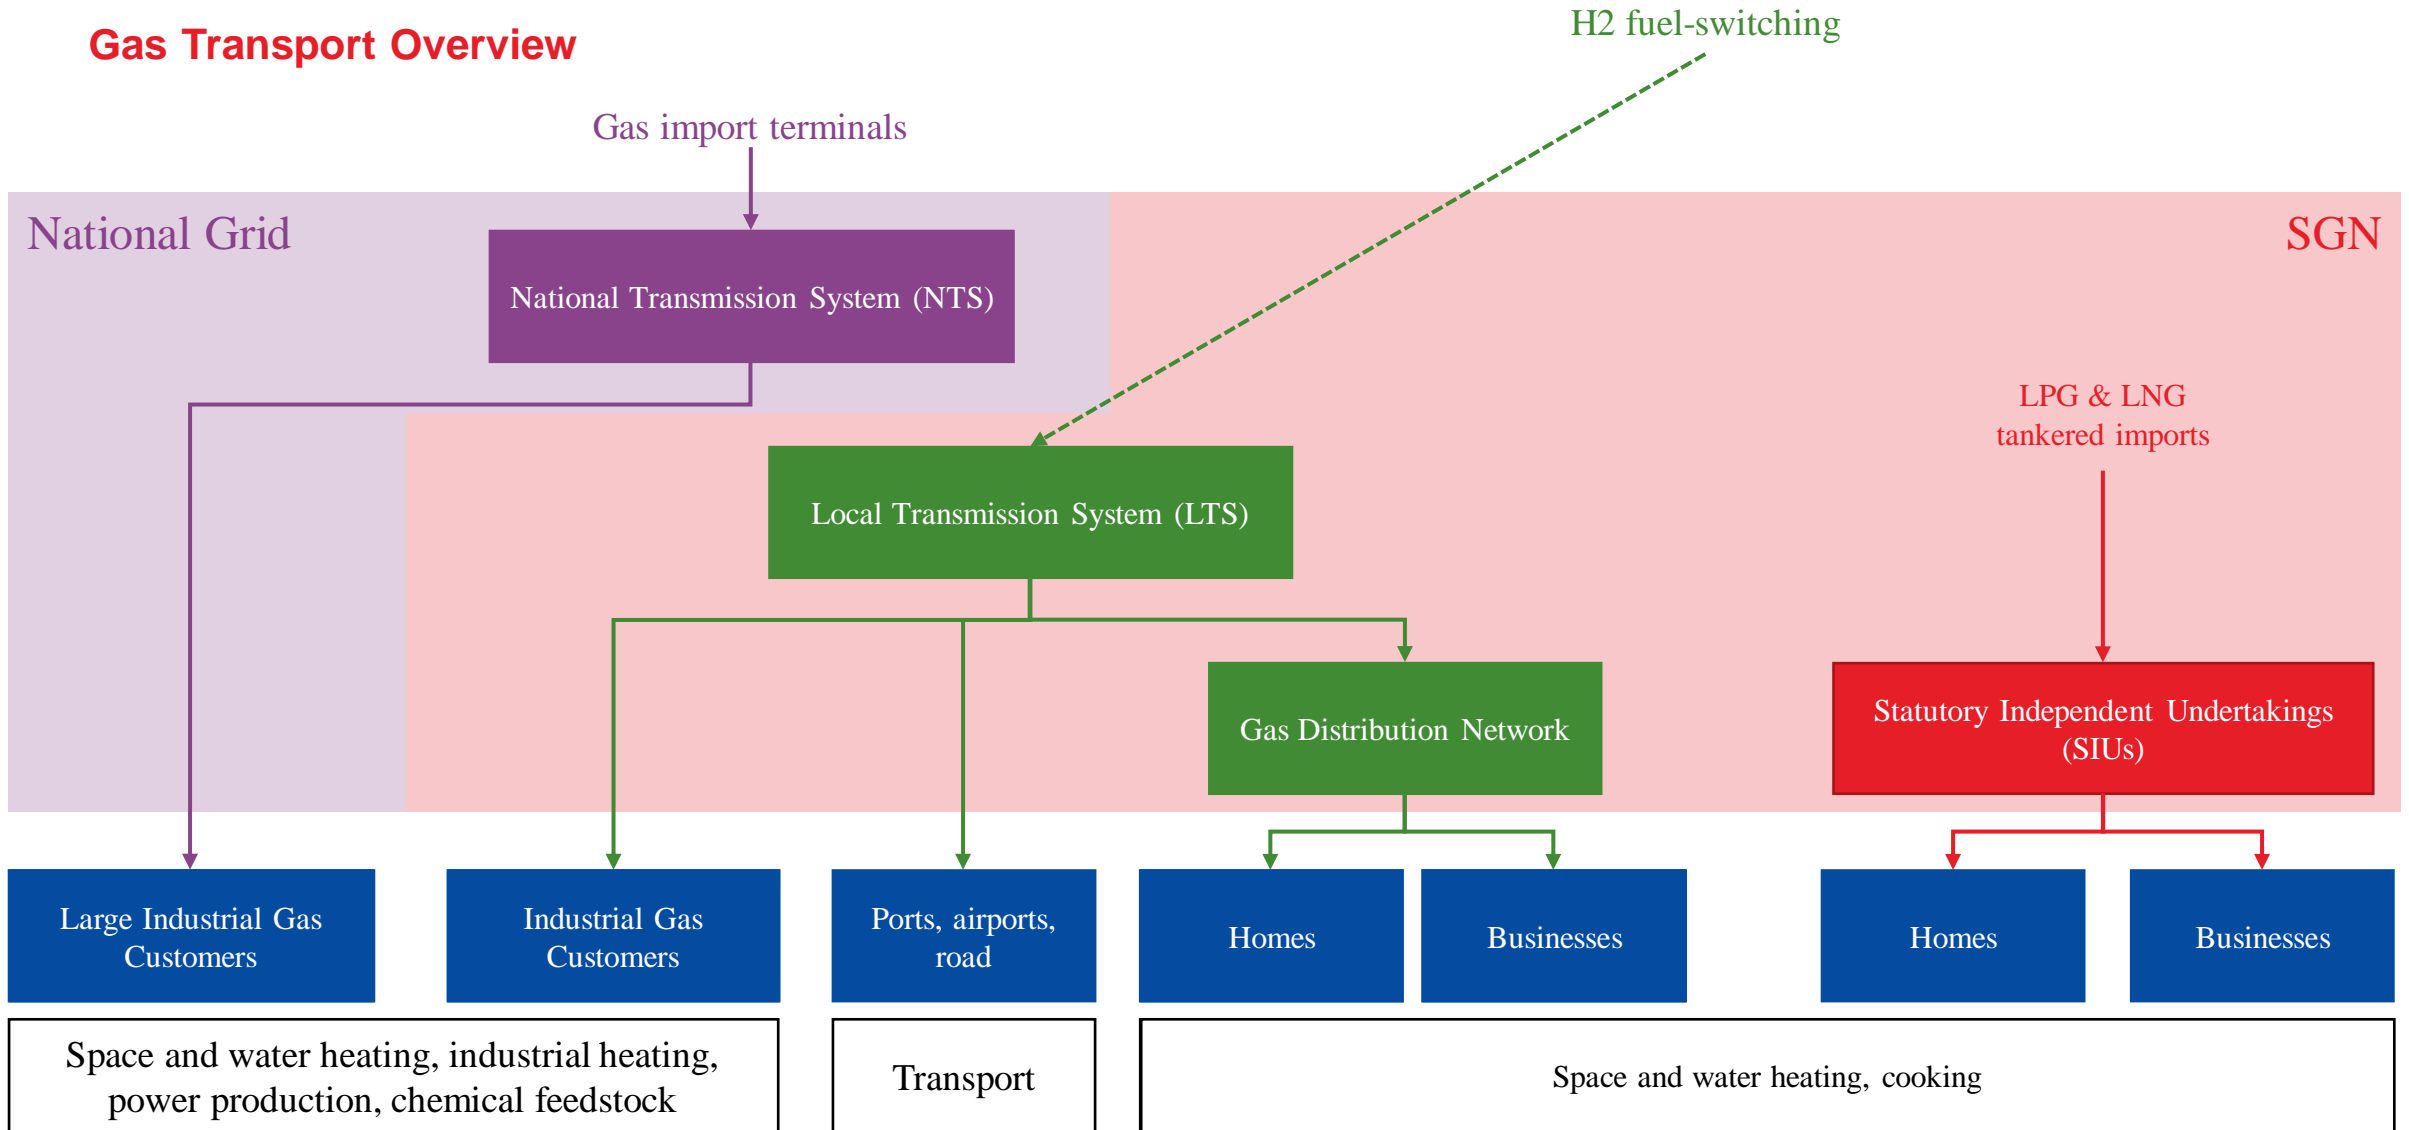 H2 fuel-switching
Gas Transport Overview
Gas import terminals
National Grid
SGN
National Transmission System (NTS)
LPG & LNG
tankered imports
Local Transmission System (LTS)
Gas Distribution Network
Statutory Independent Undertakings
(SIUs)
Large Industrial Gas
Customers
Industrial Gas
Customers
Ports, airports,
road
Homes
Businesses
Homes
Businesses
Space and water heating, industrial heating,
power production, chemical feedstock
Transport
Space and water heating, cooking